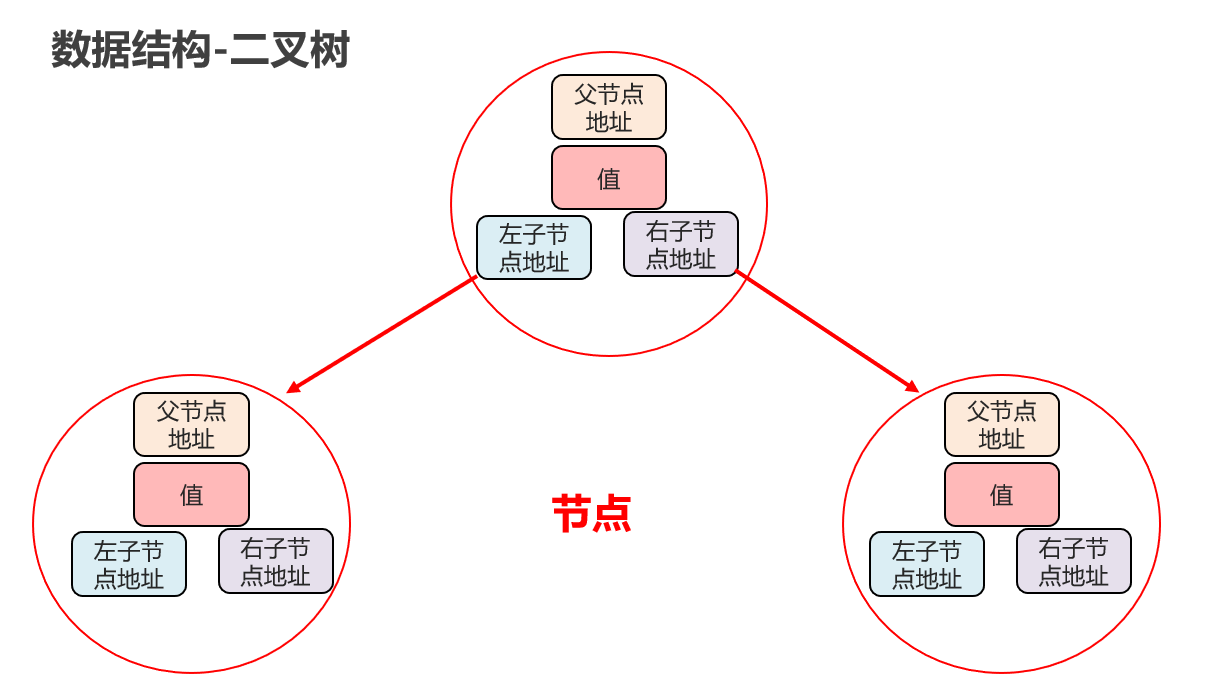 数据结构-二叉树
父节点
地址
值
左子节
点地址
右子节
点地址
父节点
地址
值
左子节
点地址
右子节
点地址
节点
父节点
地址
值
左子节
点地址
右子节
点地址